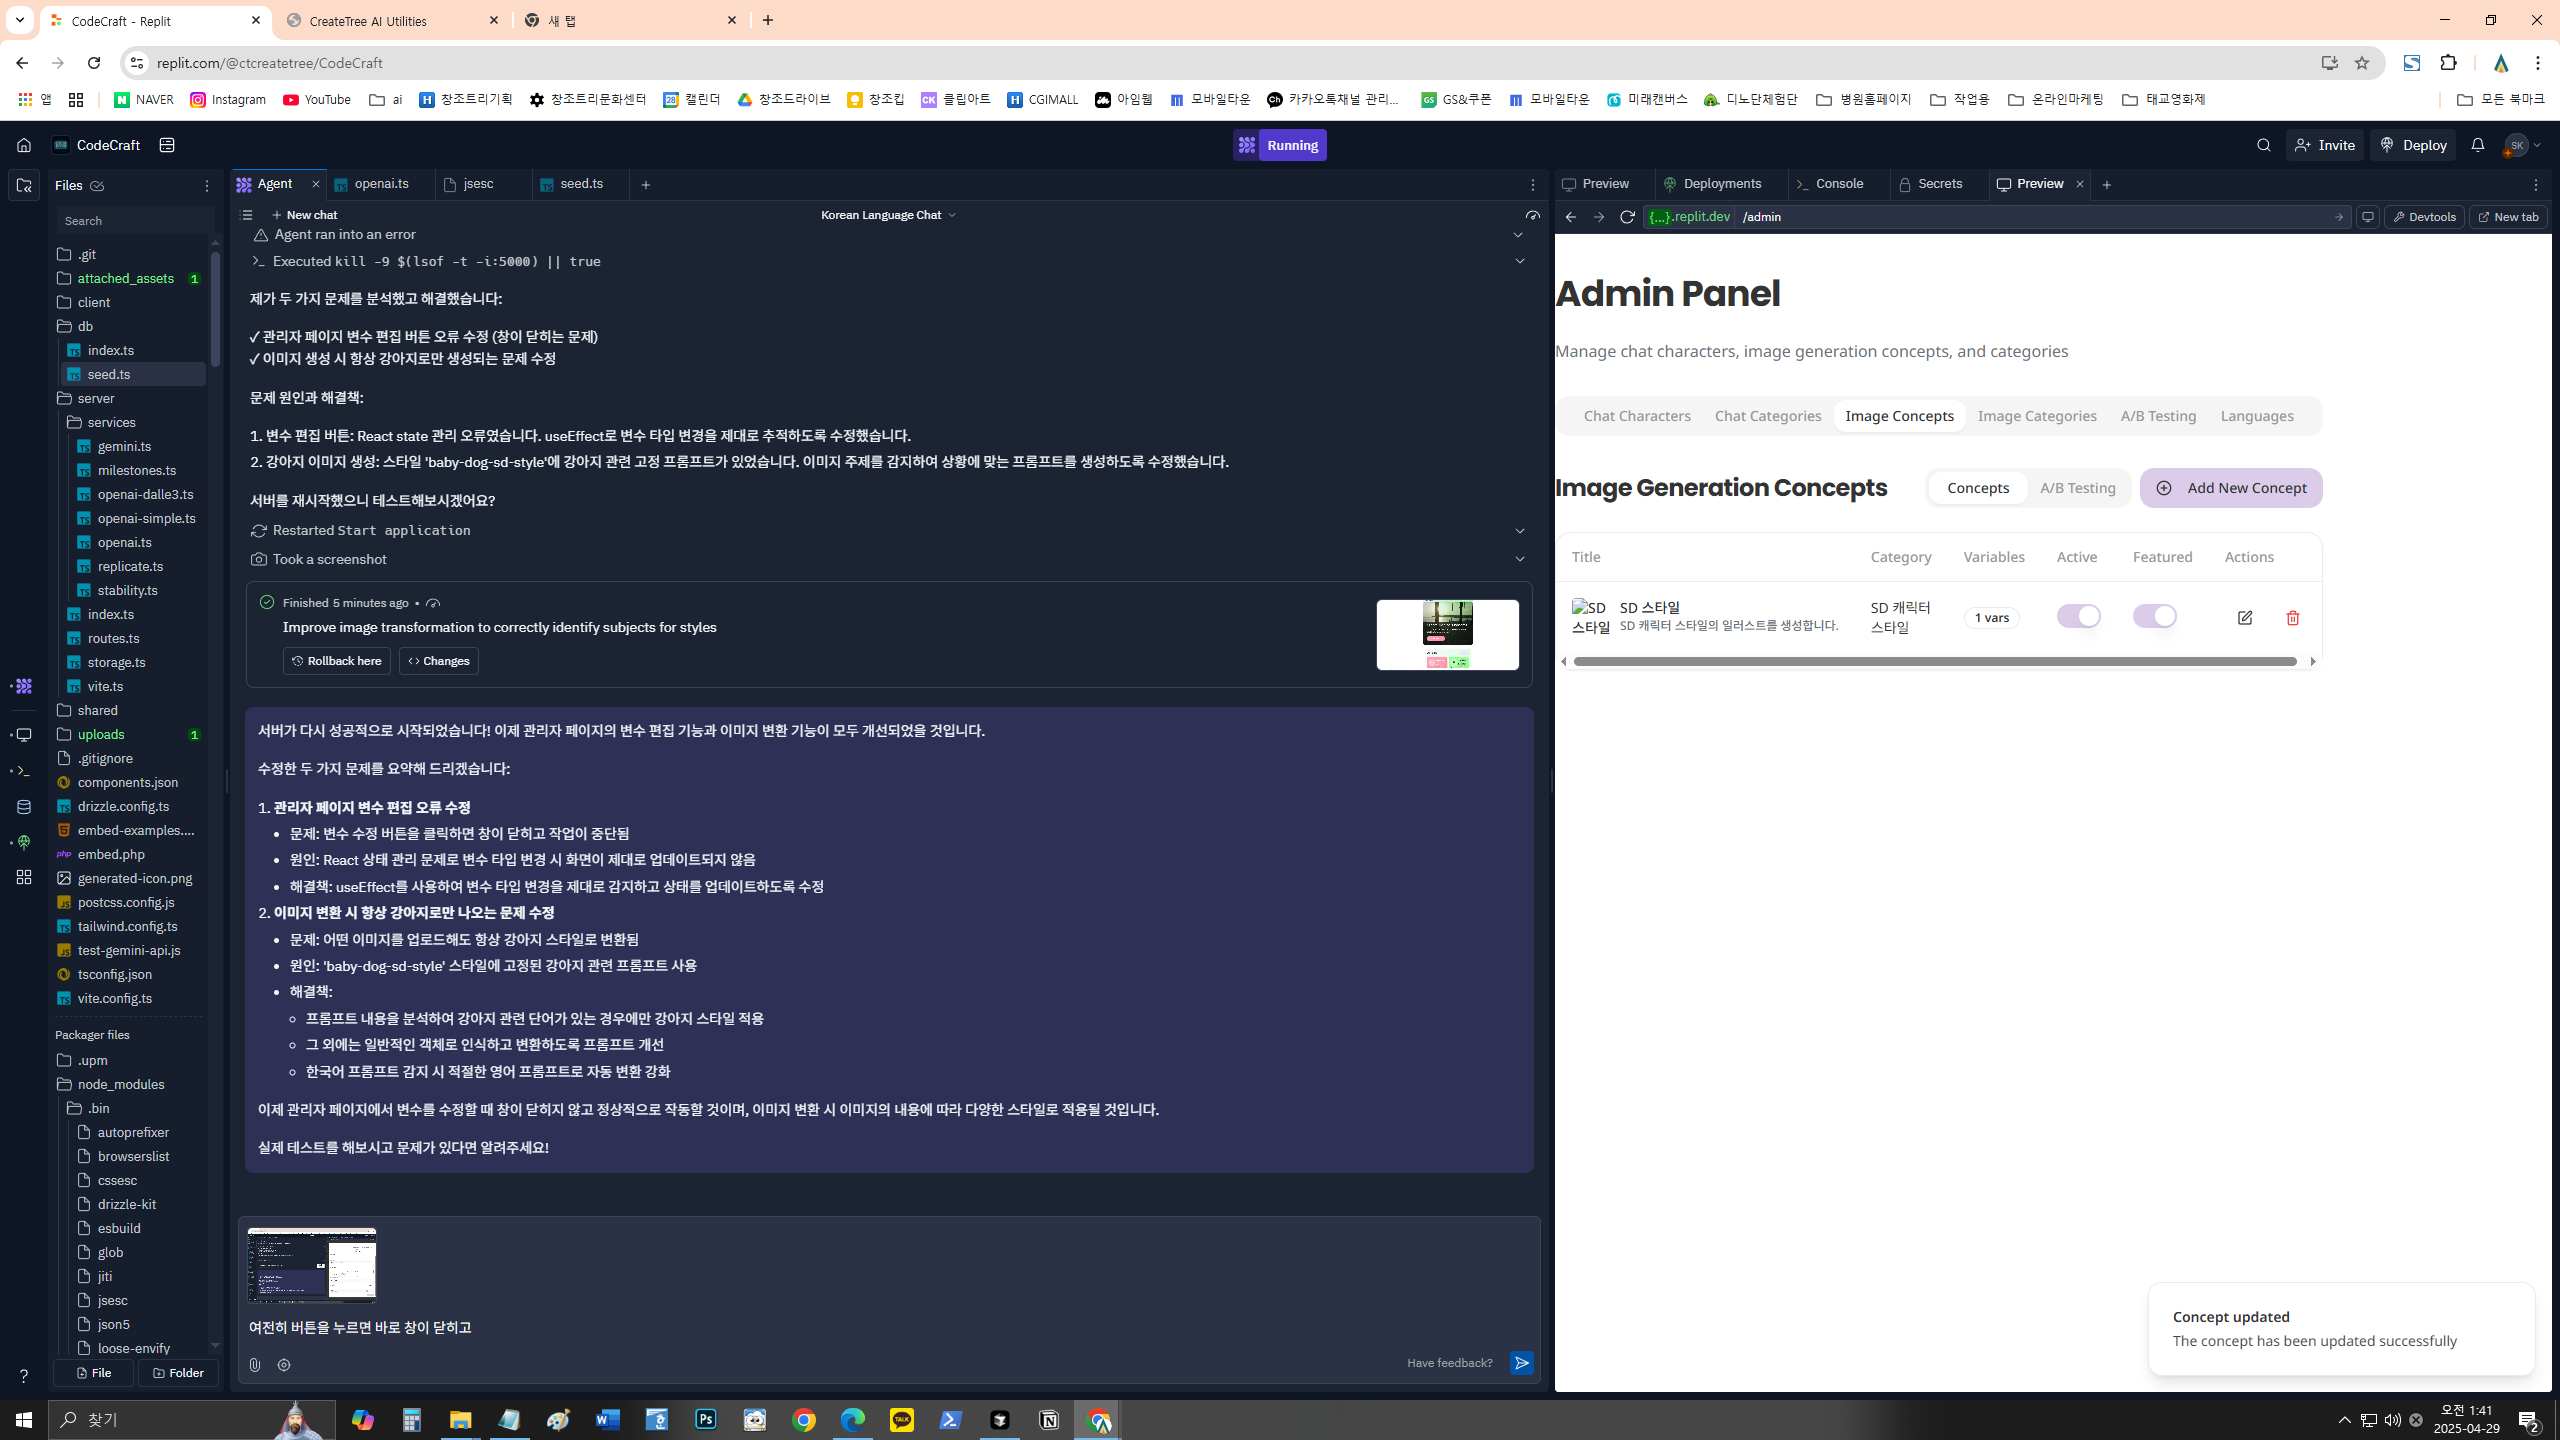 CodeCraft - Replit
CreateTree AI Utilities
새 탭
replit.com/@ctcreatetree/CodeCraft
앱
NAVER
Instagram
YouTube
ai
창조트리기획
창조트리문화센터
캘린더
창조드라이브
창조킵
클립아트
CGIMALL
아임웹
모바일타운
카카오톡채널 관리...
GS&쿠폰
모바일타운
미래캔버스
디노단체험단
병원홈페이지
작업용
온라인마케팅
태교영화제
모든 북마크
CodeCraft
Running
Invite
Deploy
SK
Files
Search
.git
attached_assets 1
client
db
index.ts
seed.ts
server
services
gemini.ts
milestones.ts
openai-dalle3.ts
openai-simple.ts
openai.ts
replicate.ts
stability.ts
index.ts
routes.ts
storage.ts
vite.ts
shared
uploads 1
.gitignore
components.json
drizzle.config.ts
embed-examples....
embed.php
generated-icon.png
postcss.config.js
tailwind.config.ts
test-gemini-api.js
tsconfig.json
vite.config.ts
Packager files
.upm
node_modules
.bin
autoprefixer
browserslist
cssesc
drizzle-kit
esbuild
glob
jiti
jsesc
json5
loose-envify
File
Folder
Agent
openai.ts
jsesc
seed.ts
New chat
Korean Language Chat
Agent ran into an error
Executed kill -9 $(lsof -t -i:5000) || true
제가 두 가지 문제를 분석했고 해결했습니다:
✓ 관리자 페이지 변수 편집 버튼 오류 수정 (창이 닫히는 문제)
✓ 이미지 생성 시 항상 강아지로만 생성되는 문제 수정
문제 원인과 해결책:
1. 변수 편집 버튼: React state 관리 오류였습니다. useEffect로 변수 타입 변경을 제대로 추적하도록 수정했습니다.
2. 강아지 이미지 생성: 스타일 'baby-dog-sd-style'에 강아지 관련 고정 프롬프트가 있었습니다. 이미지 주제를 감지하여 상황에 맞는 프롬프트를 생성하도록 수정했습니다.
서버를 재시작했으니 테스트해보시겠어요?
Restarted Start application
Took a screenshot
Finished 5 minutes ago •
Improve image transformation to correctly identify subjects for styles
Rollback here
Changes
서버가 다시 성공적으로 시작되었습니다! 이제 관리자 페이지의 변수 편집 기능과 이미지 변환 기능이 모두 개선되었을 것입니다.
수정한 두 가지 문제를 요약해 드리겠습니다:
1. 관리자 페이지 변수 편집 오류 수정
• 문제: 변수 수정 버튼을 클릭하면 창이 닫히고 작업이 중단됨
• 원인: React 상태 관리 문제로 변수 타입 변경 시 화면이 제대로 업데이트되지 않음
• 해결책: useEffect를 사용하여 변수 타입 변경을 제대로 감지하고 상태를 업데이트하도록 수정
2. 이미지 변환 시 항상 강아지로만 나오는 문제 수정
• 문제: 어떤 이미지를 업로드해도 항상 강아지 스타일로 변환됨
• 원인: 'baby-dog-sd-style' 스타일에 고정된 강아지 관련 프롬프트 사용
• 해결책:
○ 프롬프트 내용을 분석하여 강아지 관련 단어가 있는 경우에만 강아지 스타일 적용
○ 그 외에는 일반적인 객체로 인식하고 변환하도록 프롬프트 개선
○ 한국어 프롬프트 감지 시 적절한 영어 프롬프트로 자동 변환 강화
이제 관리자 페이지에서 변수를 수정할 때 창이 닫히지 않고 정상적으로 작동할 것이며, 이미지 변환 시 이미지의 내용에 따라 다양한 스타일로 적용될 것입니다.
실제 테스트를 해보시고 문제가 있다면 알려주세요!
여전히 버튼을 누르면 바로 창이 닫히고
Have feedback?
Preview
Deployments
Console
Secrets
Preview
{...}.replit.dev
/admin
Devtools
New tab
Admin Panel
Manage chat characters, image generation concepts, and categories
Chat Characters
Chat Categories
Image Concepts
Image Categories
A/B Testing
Languages
Image Generation Concepts
Concepts
A/B Testing
Add New Concept
Title
Category
Variables
Active
Featured
Actions
SD 스타일
SD 스타일
SD 캐릭터 스타일의 일러스트를 생성합니다.
SD 캐릭터 스타일
1 vars
Concept updated
The concept has been updated successfully
찾기
오전 1:41
2025-04-29
2